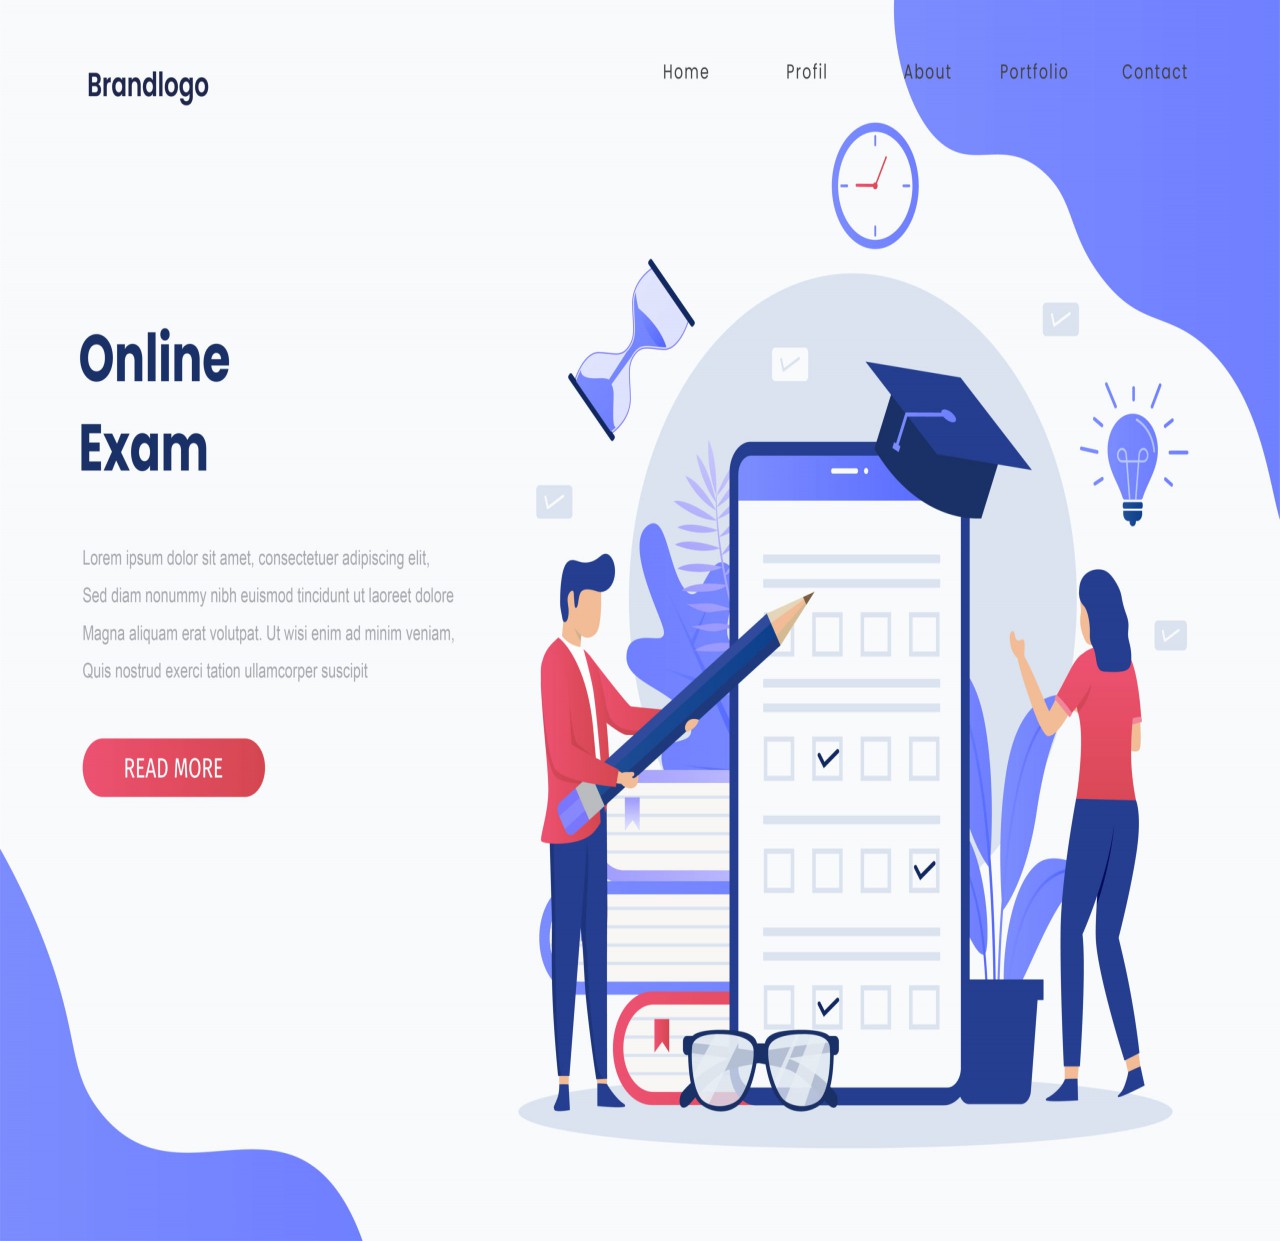 Brandlogo
Home Profil About Portfolio Contact
Online
Exam
Lorem ipsum dolor sit amet, consectetuer adipiscing elit,
Sed diam nonummy nibh euismod tincidunt ut laoreet dolore
Magna aliquam erat volutpat. Ut wisi enim ad minim veniam,
Quis nostrud exerci tation ullamcorper suscipit
READ MORE